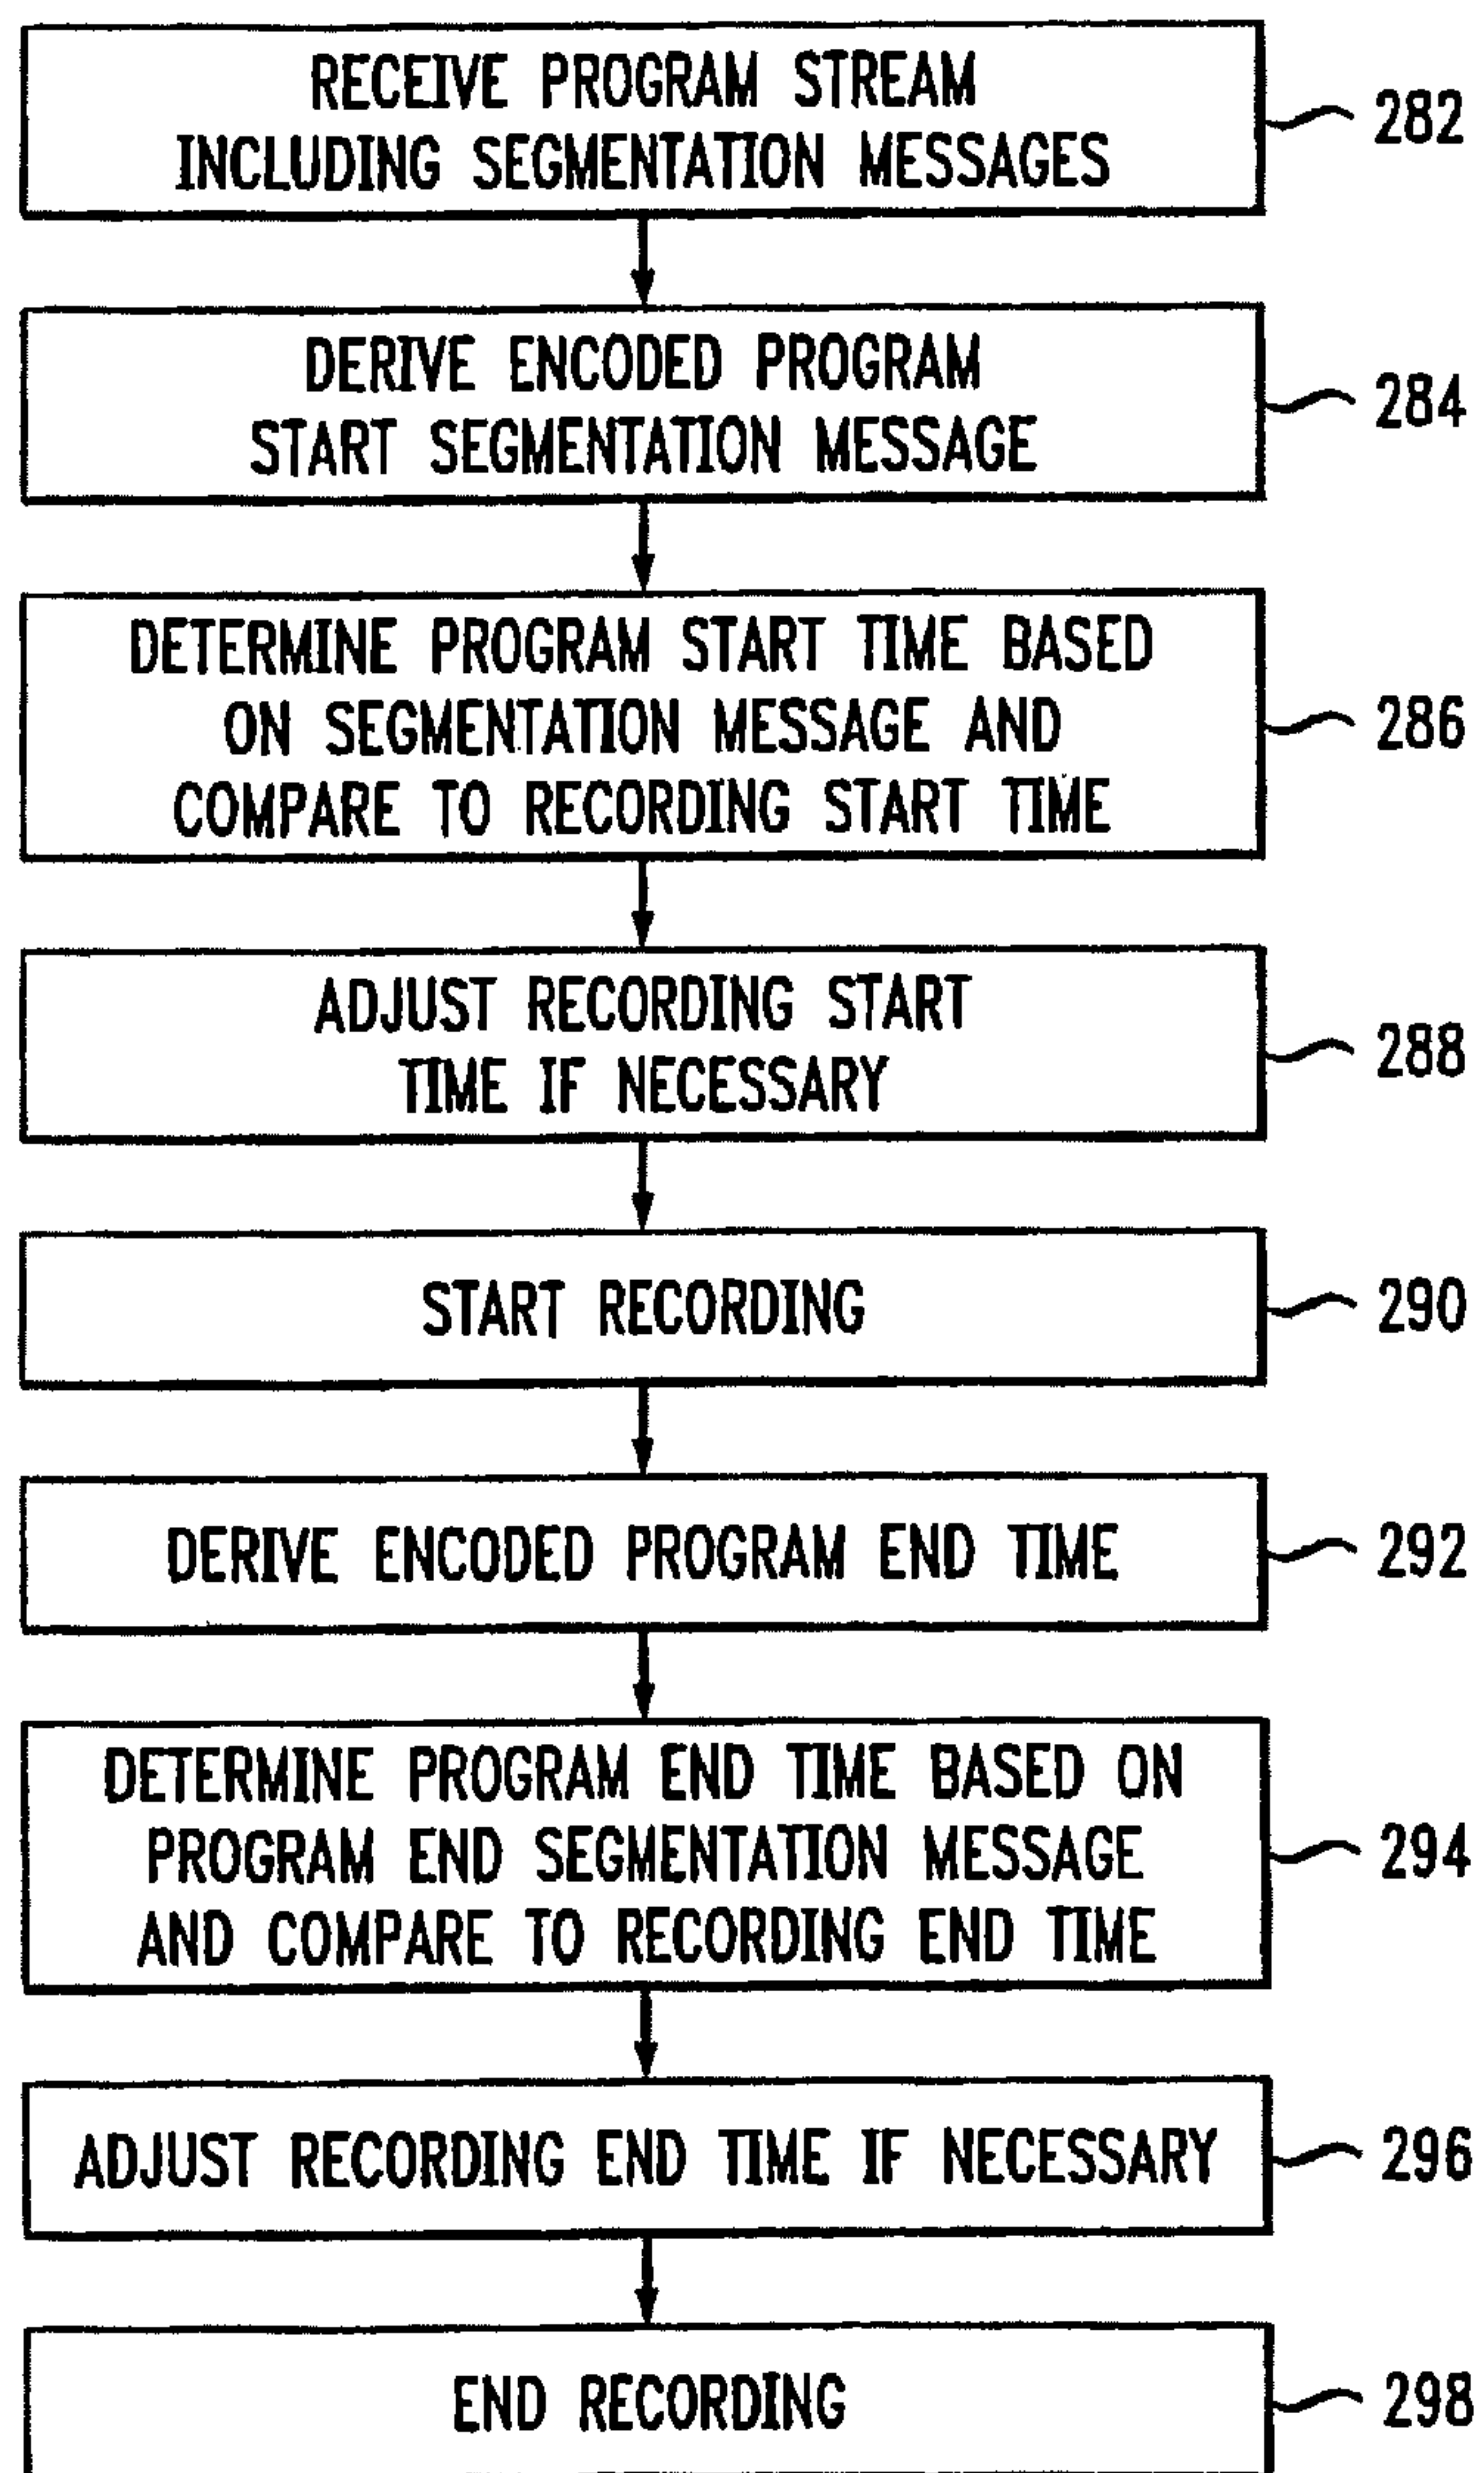 RECEIVE PROGRAM STREAM
INCLUDING SEGMENTATION MESSAGES
282
DERIVE ENCODED PROGRAM
START SEGMENTATION MESSAGE
284
DETERMINE PROGRAM START TIME BASED
ON SEGMENTATION MESSAGE AND
COMPARE TO RECORDING START TIME
286
ADJUST RECORDING START
TIME IF NECESSARY
288
START RECORDING
290
DERIVE ENCODED PROGRAM END TIME
292
DETERMINE PROGRAM END TIME BASED ON
PROGRAM END SEGMENTATION MESSAGE
AND COMPARE TO RECORDING END TIME
294
ADJUST RECORDING END TIME IF NECESSARY
296
END RECORDING
298